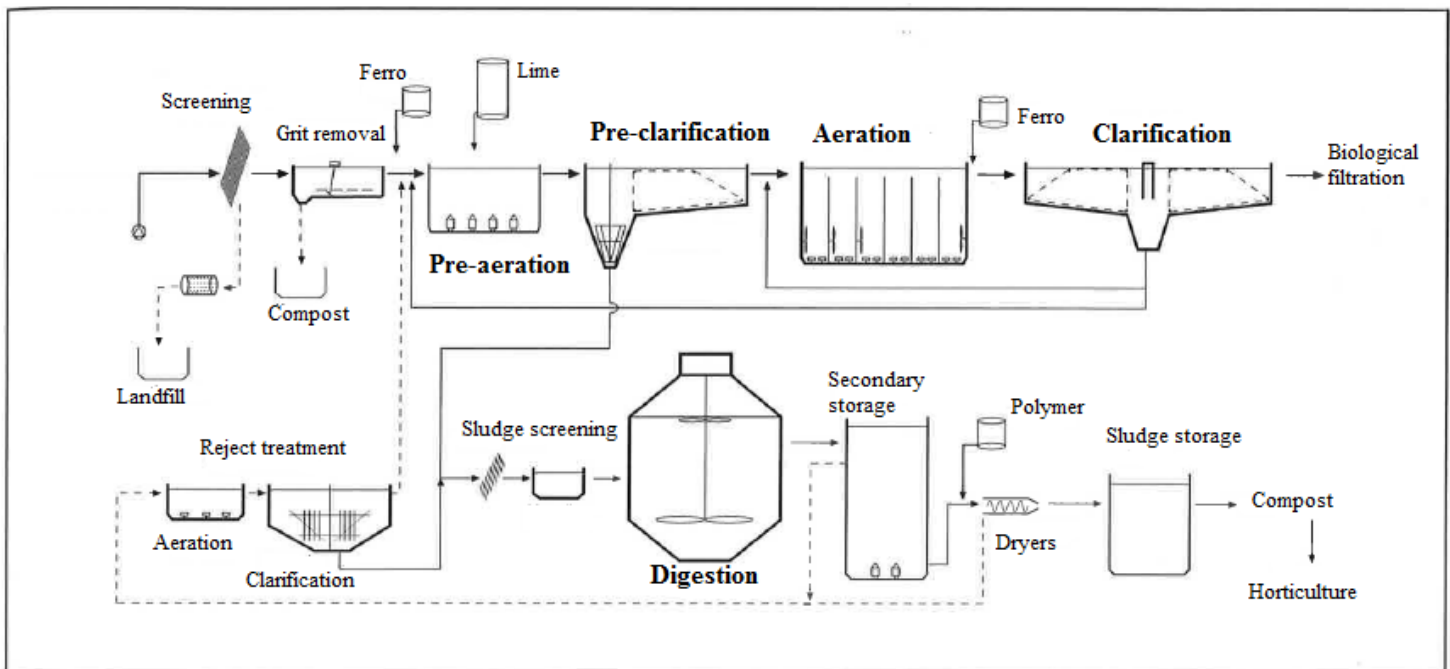 Screening
Grit removal
Ferro
Lime
Pre-clarification
Aeration
Ferro
Clarification
Biological
filtration
Pre-aeration
Compost
Landfill
Reject treatment
Aeration
Clarification
Sludge screening
Digestion
Secondary
storage
Polymer
Dryers
Sludge storage
Compost
Horticulture